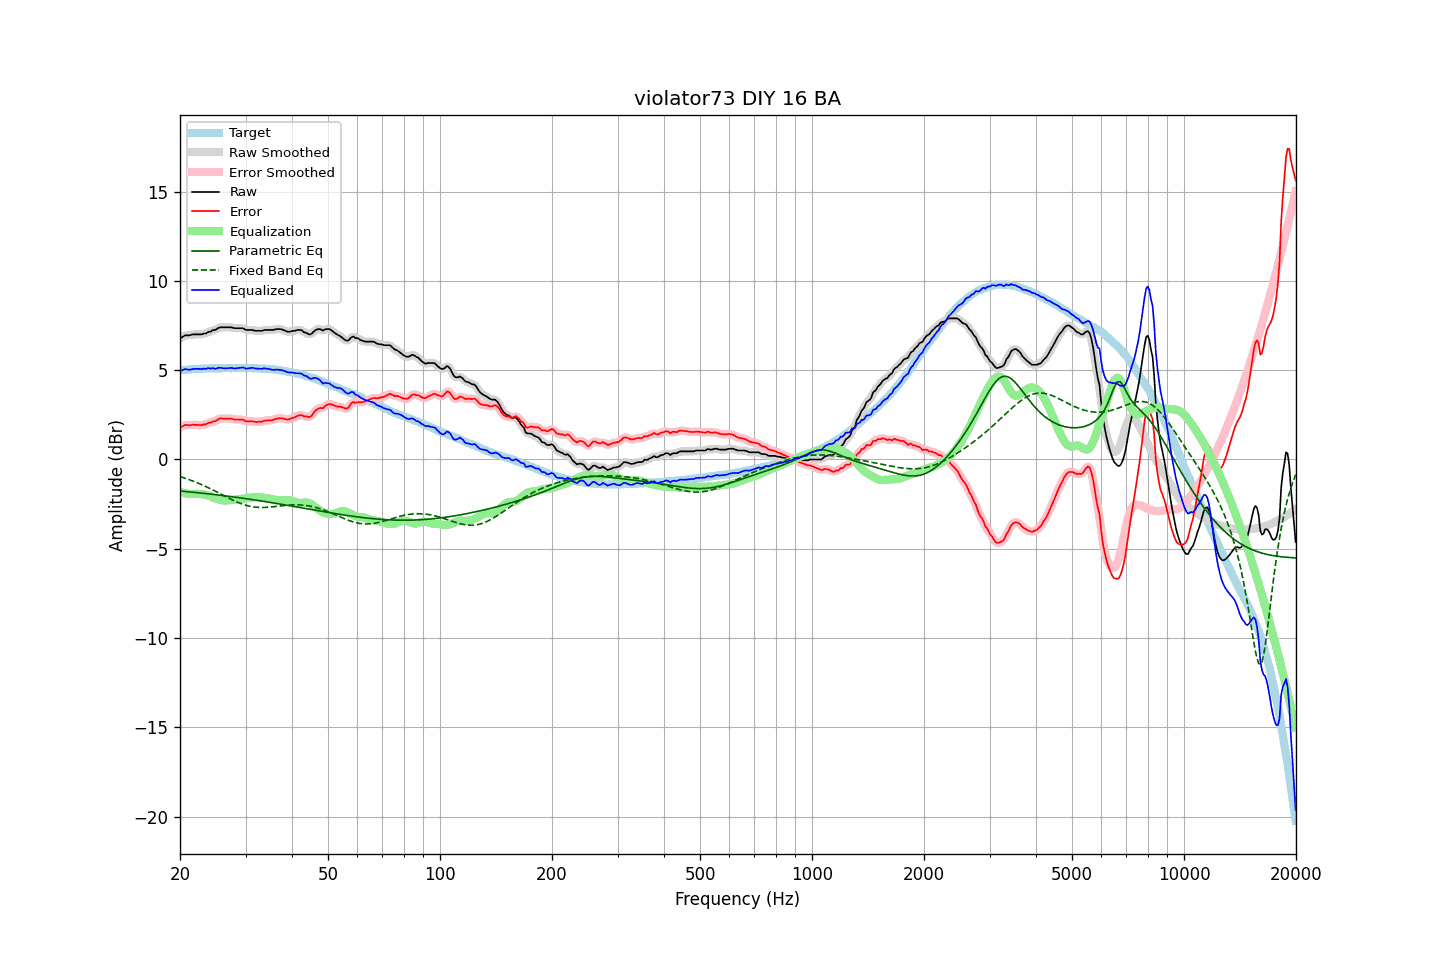 violator73 DIY 16 BA
Target
Raw Smoothed
Error Smoothed
Raw
Error
Equalization
Parametric Eq
Fixed Band Eq
Equalized
15
10
5
0
−5
−10
−15
−20
Amplitude (dBr)
20
50
100
200
500
1000
2000
5000
10000
20000
Frequency (Hz)